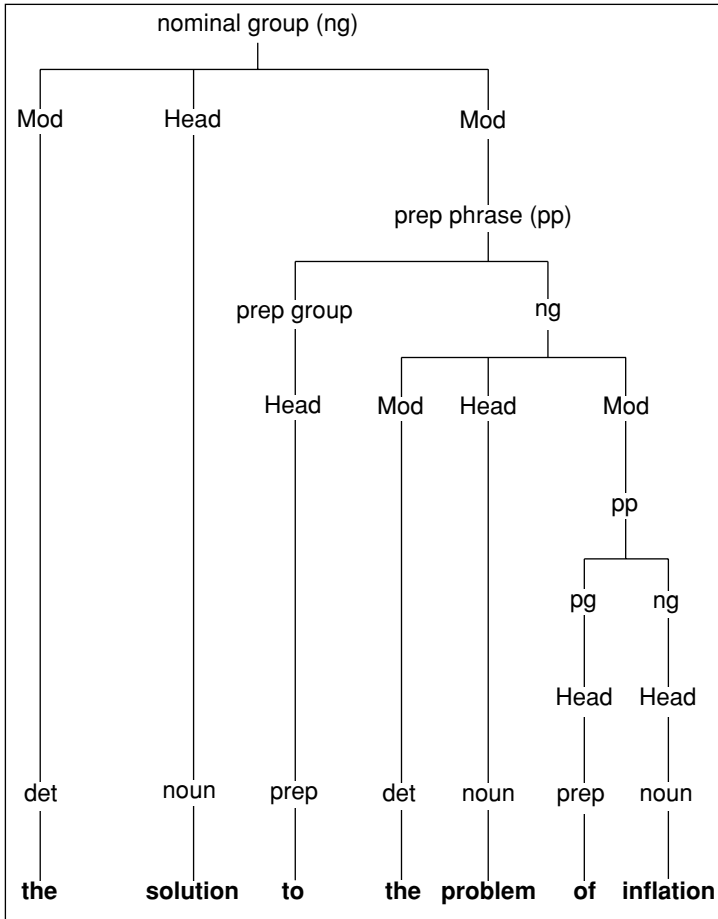 nominal group (ng)
Mod Head Mod
prep phrase (pp)
prep group ng
Head Mod Head Mod
pp
pg ng
Head Head
det noun prep det noun prep noun
the solution to the problem of inflation